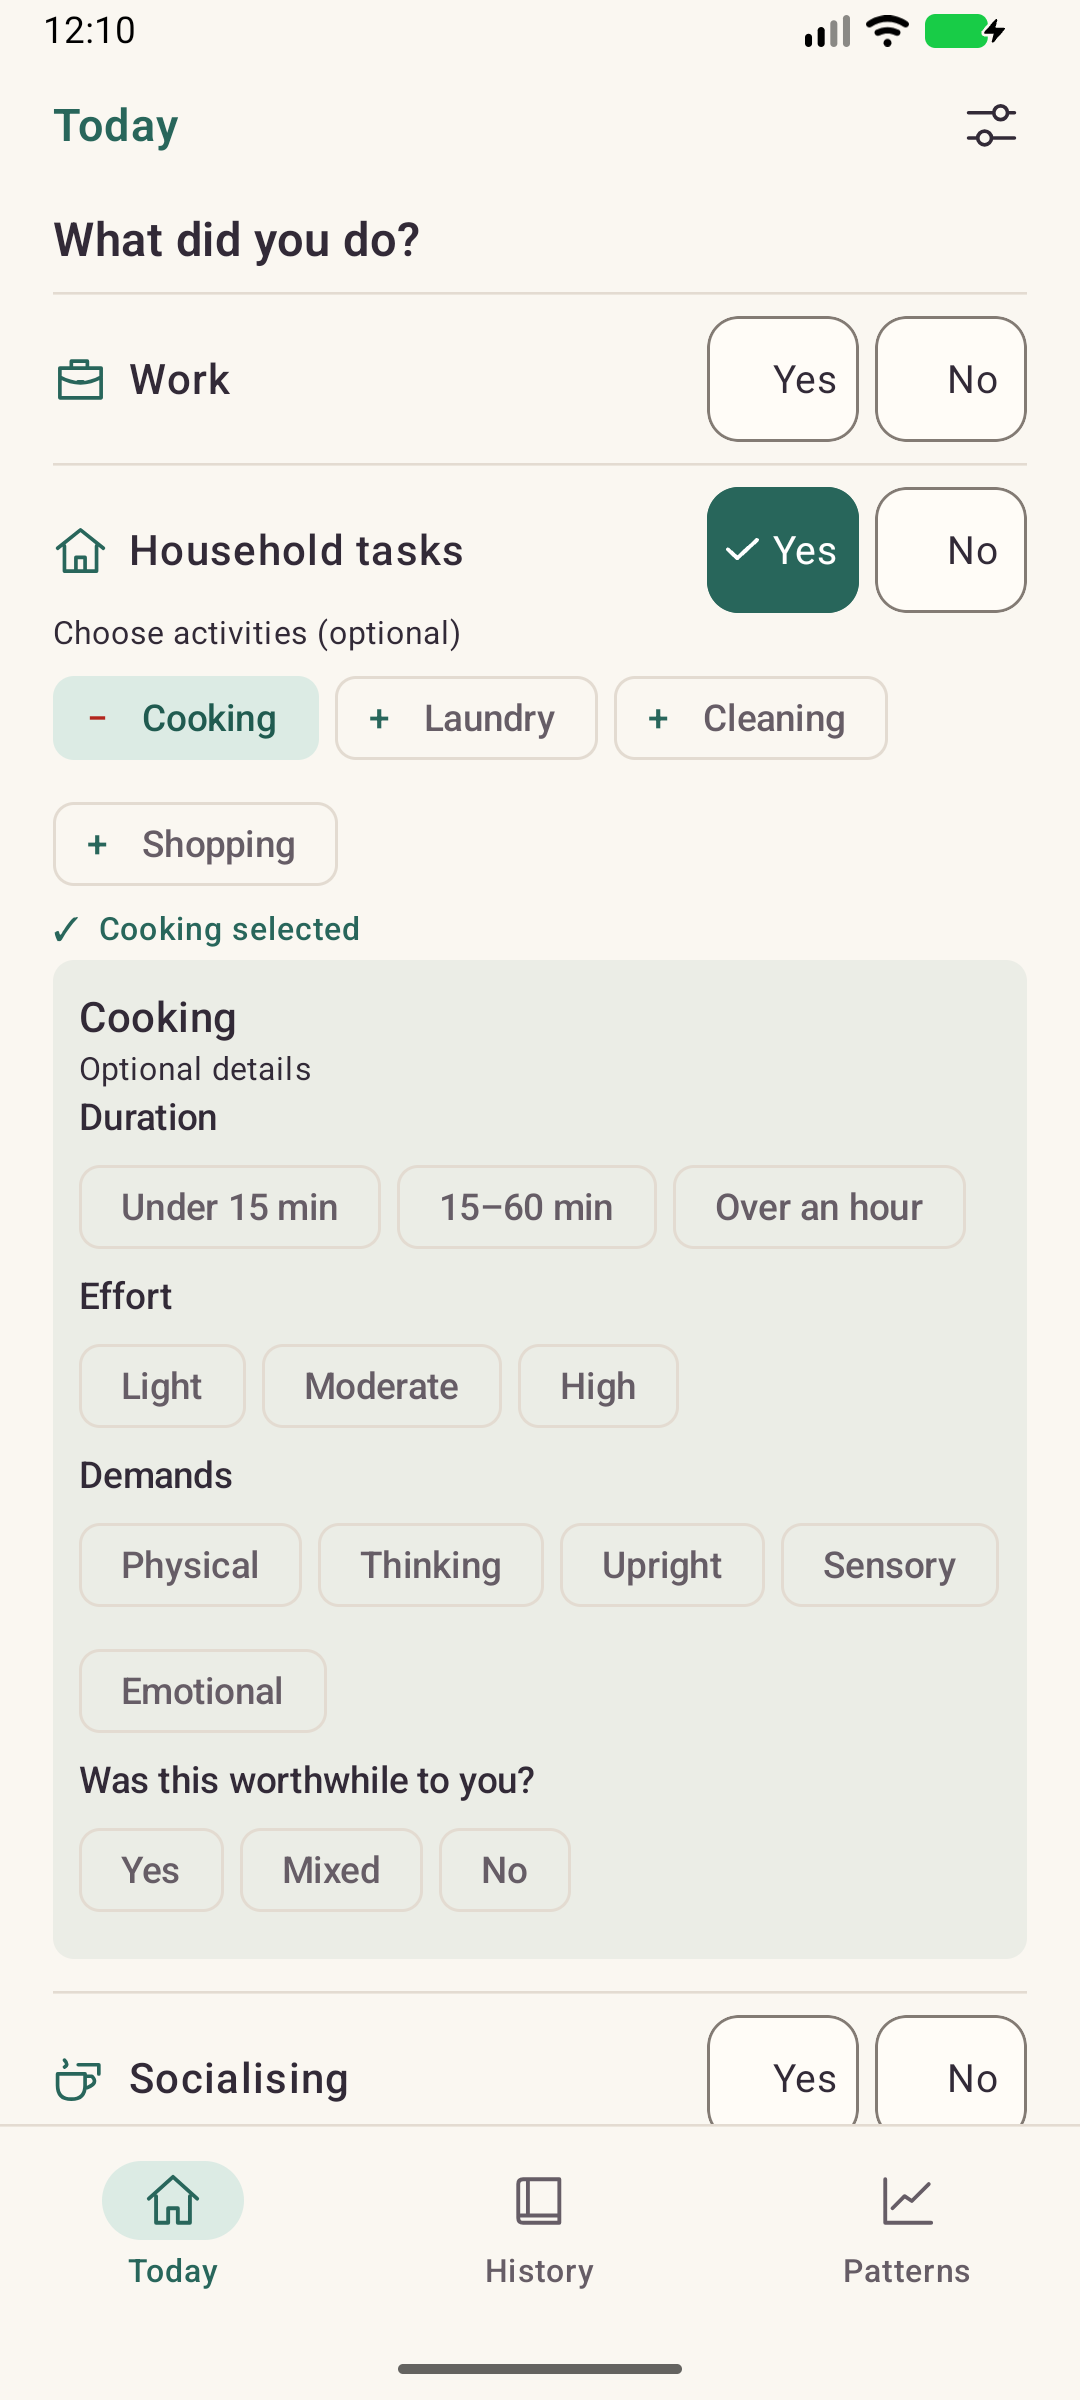 12:10
Today
What did you do?
Work Yes No
Household tasks ✓ Yes No
Choose activities (optional)
− Cooking + Laundry + Cleaning
+ Shopping
✓ Cooking selected
Cooking
Optional details
Duration
Under 15 min 15–60 min Over an hour
Effort
Light Moderate High
Demands
Physical Thinking Upright Sensory
Emotional
Was this worthwhile to you?
Yes Mixed No
Socialising Yes No
Today History Patterns